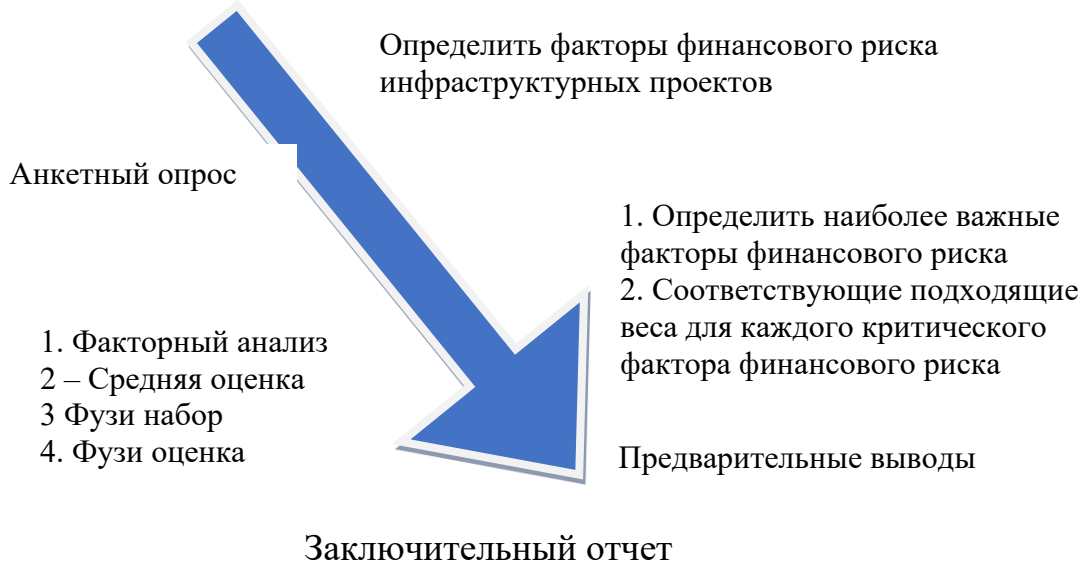 Определить факторы финансового риска
инфраструктурных проектов
Анкетный опрос
1. Определить наиболее важные
факторы финансового риска
2. Соответствующие подходящие
веса для каждого критического
фактора финансового риска
1. Факторный анализ
2 – Средняя оценка
3 Фузи набор
4. Фузи оценка
Предварительные выводы
Заключительный отчет